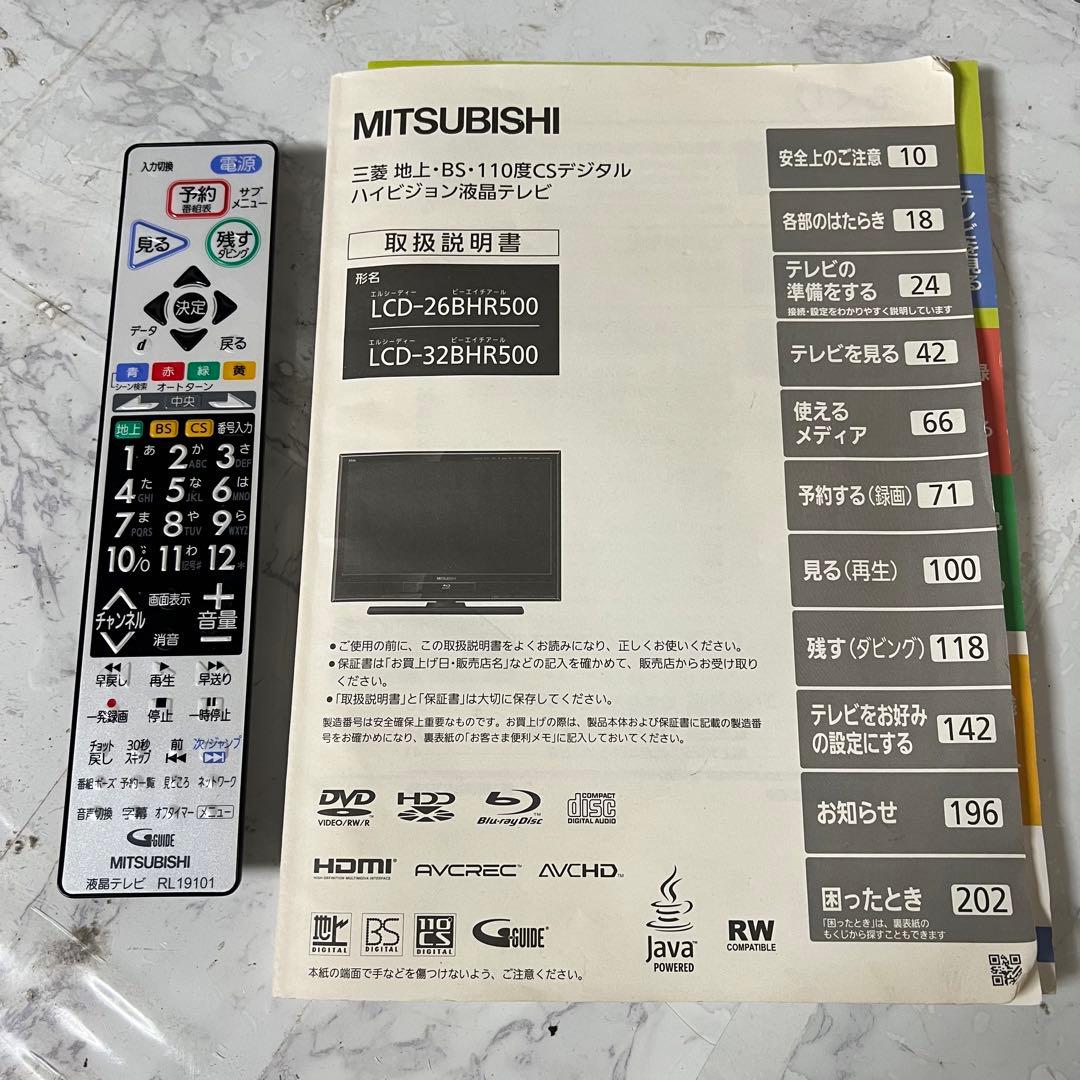 入力切換 電源
予約
番組表
サブ
メニュー
見る
残す
ダビング
決定
データ
d
戻る
青 赤 緑 黄
シーン検索 オートターン
中央
地上 BS CS 番号入力
1 あ 2 か ABC 3 さ DEF
4 た GHI 5 な JKL 6 は MNO
7 ま PQRS 8 や TUV 9 ら WXYZ
10/0 11 わ 記号# 12 *
チャンネル 画面表示 + 音量 −
消音
早戻し 再生 早送り
一発録画 停止 一時停止
チョット戻し 30秒スキップ 前 次/ジャンプ
番組ポーズ 予約一覧 見どころ ネットワーク
音声切換 字幕 オフタイマー メニュー
G-GUIDE
MITSUBISHI
液晶テレビ RL19101
MITSUBISHI
三菱 地上・BS・110度CSデジタル
ハイビジョン液晶テレビ
取扱説明書
形名
エルシーディー ビーエイチアール
LCD-26BHR500
エルシーディー ビーエイチアール
LCD-32BHR500
MITSUBISHI
●ご使用の前に、この取扱説明書をよくお読みになり、正しくお使いください。
●保証書は「お買上げ日・販売店名」などの記入を確かめて、販売店からお受け取り
ください。
●「取扱説明書」と「保証書」は大切に保存してください。
製造番号は安全確保上重要なものです。お買上げの際は、製品本体および保証書に記載の製造番
号をお確かめになり、裏表紙の「お客さま便利メモ」に記入しておいてください。
DVD
VIDEO/RW/R
HDD
Blu-ray Disc™
COMPACT
disc
DIGITAL AUDIO
HDMI
HIGH-DEFINITION MULTIMEDIA INTERFACE
AVCREC™
AVCHD™
地上
DIGITAL
BS
DIGITAL
110CS
DIGITAL
G-GUIDE®
Java™
POWERED
RW
COMPATIBLE
本紙の端面で手などを傷つけないよう、ご注意ください。
安全上のご注意 10
各部のはたらき 18
テレビの
準備をする 24
接続・設定をわかりやすく説明しています
テレビを見る 42
使える
メディア 66
予約する(録画) 71
見る(再生) 100
残す(ダビング) 118
テレビをお好み
の設定にする 142
お知らせ 196
困ったとき 202
「困ったとき」は、裏表紙の
もくじから探すこともできます
テレビを見る